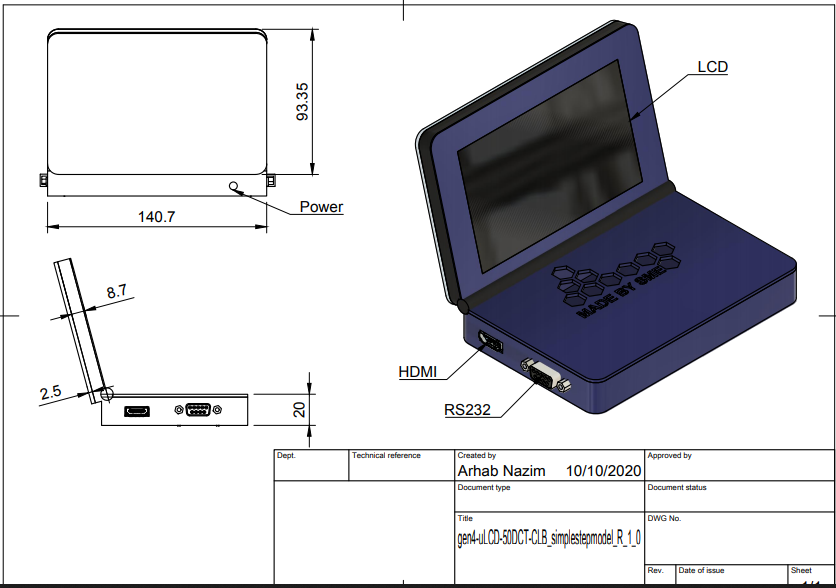 93.35
Power
140.7
LCD
MADE BY SME
HDMI
RS232
8.7
2.5
20
Dept.
Technical reference
Created by
Arhab Nazim 10/10/2020
Approved by
Document type
Document status
Title
gen4-uLCD-50DCT-CLB_simplestepmodel_R_1_0
DWG No.
Rev.
Date of issue
Sheet
1/1